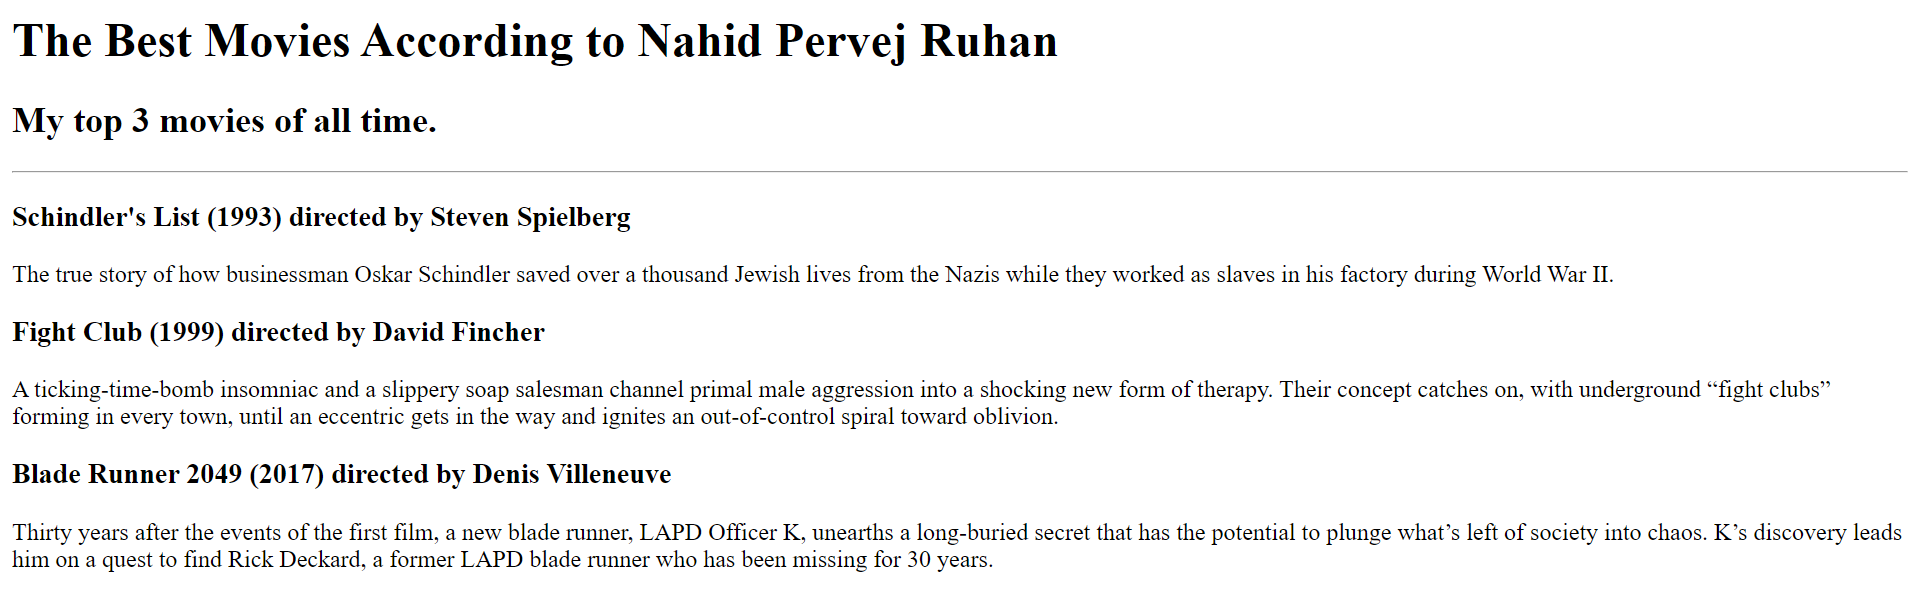 The Best Movies According to Nahid Pervej Ruhan
My top 3 movies of all time.
Schindler's List (1993) directed by Steven Spielberg
The true story of how businessman Oskar Schindler saved over a thousand Jewish lives from the Nazis while they worked as slaves in his factory during World War II.
Fight Club (1999) directed by David Fincher
A ticking-time-bomb insomniac and a slippery soap salesman channel primal male aggression into a shocking new form of therapy. Their concept catches on, with underground “fight clubs”
forming in every town, until an eccentric gets in the way and ignites an out-of-control spiral toward oblivion.
Blade Runner 2049 (2017) directed by Denis Villeneuve
Thirty years after the events of the first film, a new blade runner, LAPD Officer K, unearths a long-buried secret that has the potential to plunge what’s left of society into chaos. K’s discovery leads
him on a quest to find Rick Deckard, a former LAPD blade runner who has been missing for 30 years.